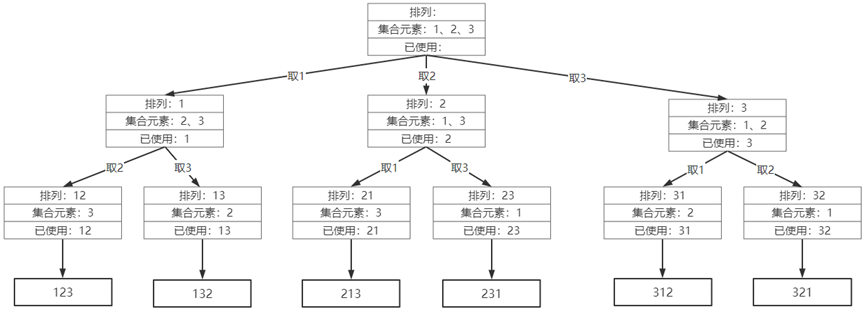 排列：
集合元素：1、2、3
已使用：
取1
取2
取3
排列：1
集合元素：2、3
已使用：1
排列：2
集合元素：1、3
已使用：2
排列：3
集合元素：1、2
已使用：3
取2
取3
取1
取3
取1
取2
排列：12
集合元素：3
已使用：12
排列：13
集合元素：2
已使用：13
排列：21
集合元素：3
已使用：21
排列：23
集合元素：1
已使用：23
排列：31
集合元素：2
已使用：31
排列：32
集合元素：1
已使用：32
123
132
213
231
312
321